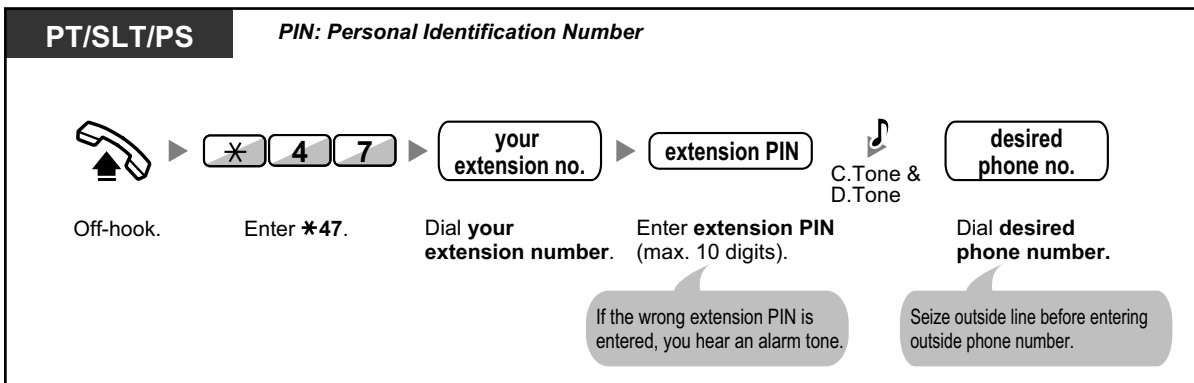 PT/SLT/PS
PIN: Personal Identification Number
* 4 7
your
extension no.
extension PIN
C.Tone &
D.Tone
desired
phone no.
Off-hook.
Enter *47.
Dial your
extension number.
Enter extension PIN
(max. 10 digits).
Dial desired
phone number.
If the wrong extension PIN is
entered, you hear an alarm tone.
Seize outside line before entering
outside phone number.